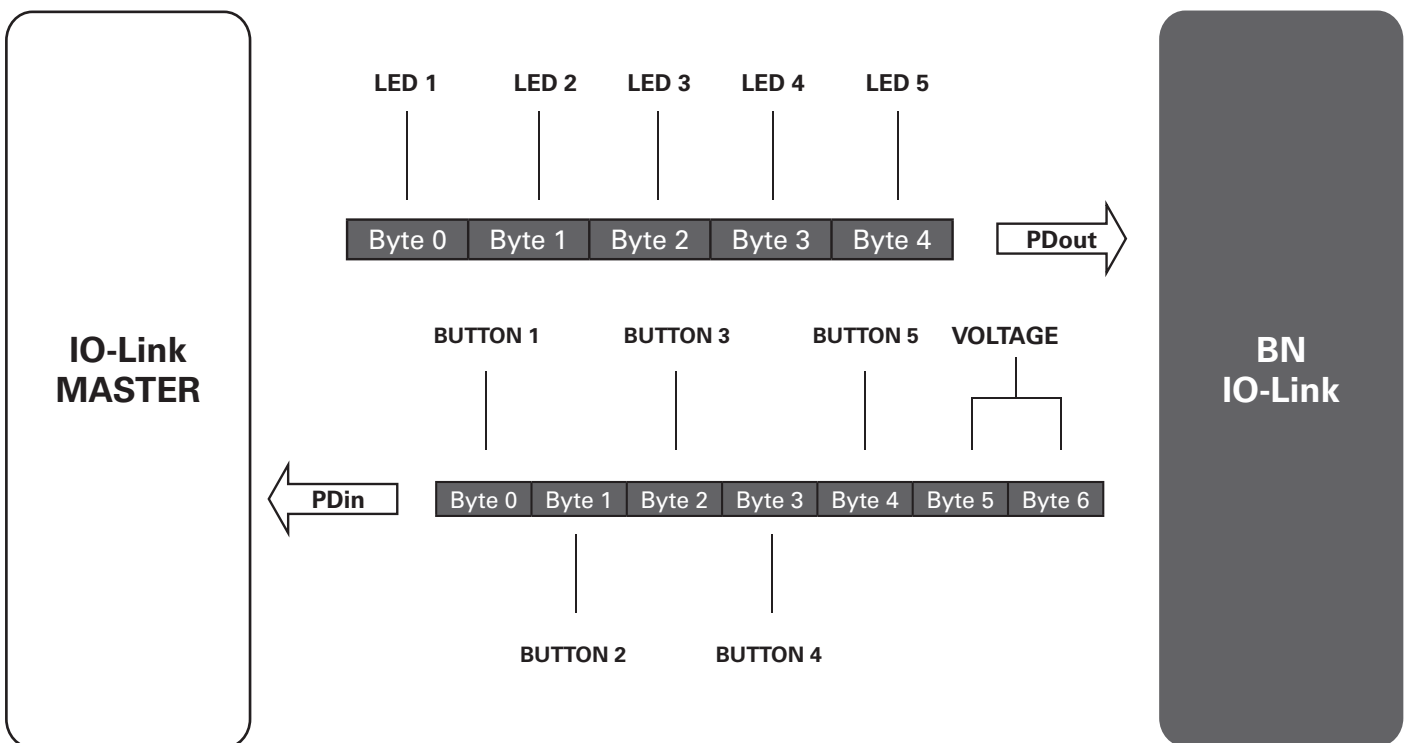 LED 1 LED 2 LED 3 LED 4 LED 5
Byte 0 Byte 1 Byte 2 Byte 3 Byte 4 PDout
BUTTON 1 BUTTON 3 BUTTON 5 VOLTAGE
IO-Link
MASTER
BN
IO-Link
PDin Byte 0 Byte 1 Byte 2 Byte 3 Byte 4 Byte 5 Byte 6
BUTTON 2 BUTTON 4